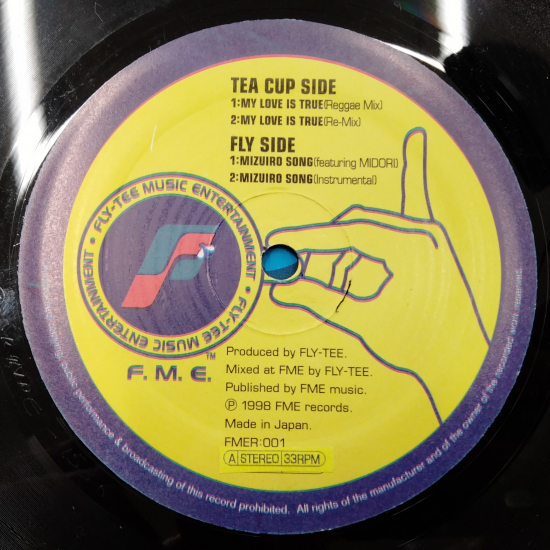 TEA CUP SIDE
1:MY LOVE IS TRUE(Reggae Mix)
2:MY LOVE IS TRUE(Re-Mix)
FLY SIDE
1:MIZUIRO SONG(featuring MIDORI)
2:MIZUIRO SONG(Instrumental)
• FLY-TEE MUSIC ENTERTAINMENT • FLY-TEE MUSIC ENTERTAINMENT
TM
F. M. E.
Produced by FLY-TEE.
Mixed at FME by FLY-TEE.
Published by FME music.
Ⓟ 1998 FME records.
Made in Japan.
FMER:001
A STEREO 33RPM
music, performance & broadcasting of this record prohibited. All rights of the manufacturer and of the owner of the recorded work reserved.